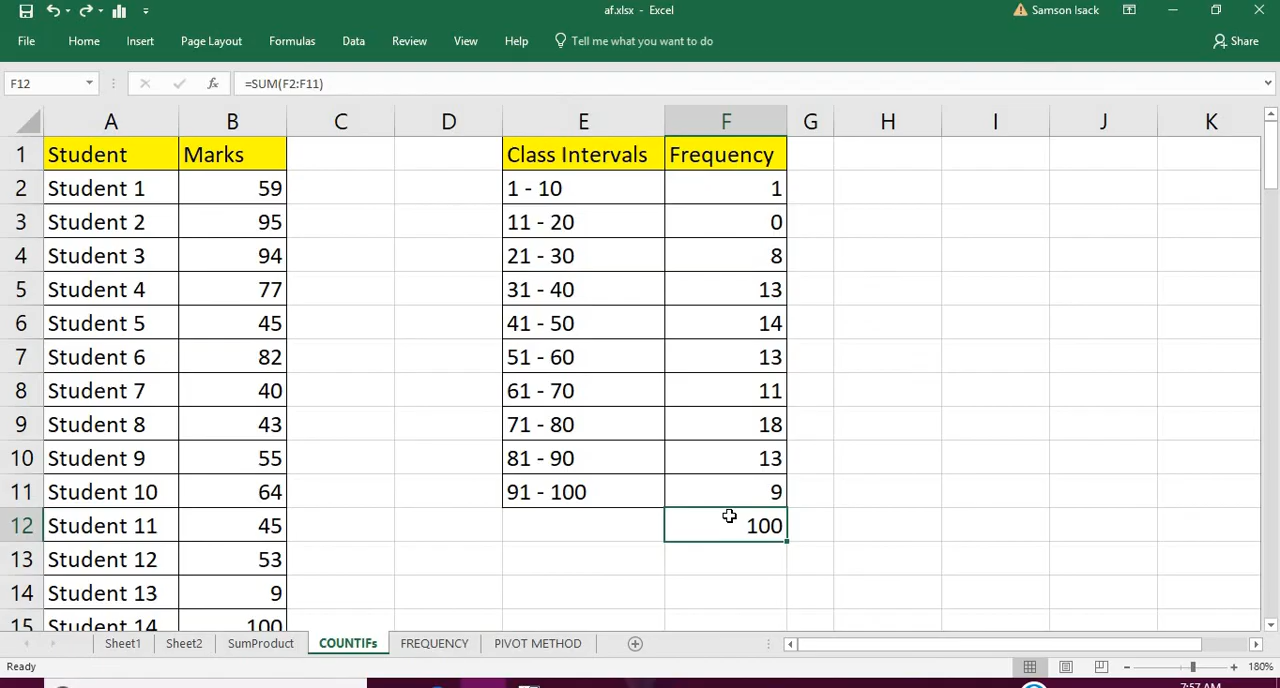 af.xlsx - Excel
Samson Isack
File Home Insert Page Layout Formulas Data Review View Help Tell me what you want to do Share
F12 fx =SUM(F2:F11)
A B C D E F G H I J K
1 Student Marks Class Intervals Frequency
2 Student 1 59 1 - 10 1
3 Student 2 95 11 - 20 0
4 Student 3 94 21 - 30 8
5 Student 4 77 31 - 40 13
6 Student 5 45 41 - 50 14
7 Student 6 82 51 - 60 13
8 Student 7 40 61 - 70 11
9 Student 8 43 71 - 80 18
10 Student 9 55 81 - 90 13
11 Student 10 64 91 - 100 9
12 Student 11 45 100
13 Student 12 53
14 Student 13 9
15 Student 14 100
Sheet1 Sheet2 SumProduct COUNTIFs FREQUENCY PIVOT METHOD
Ready 180%
7:57 AM